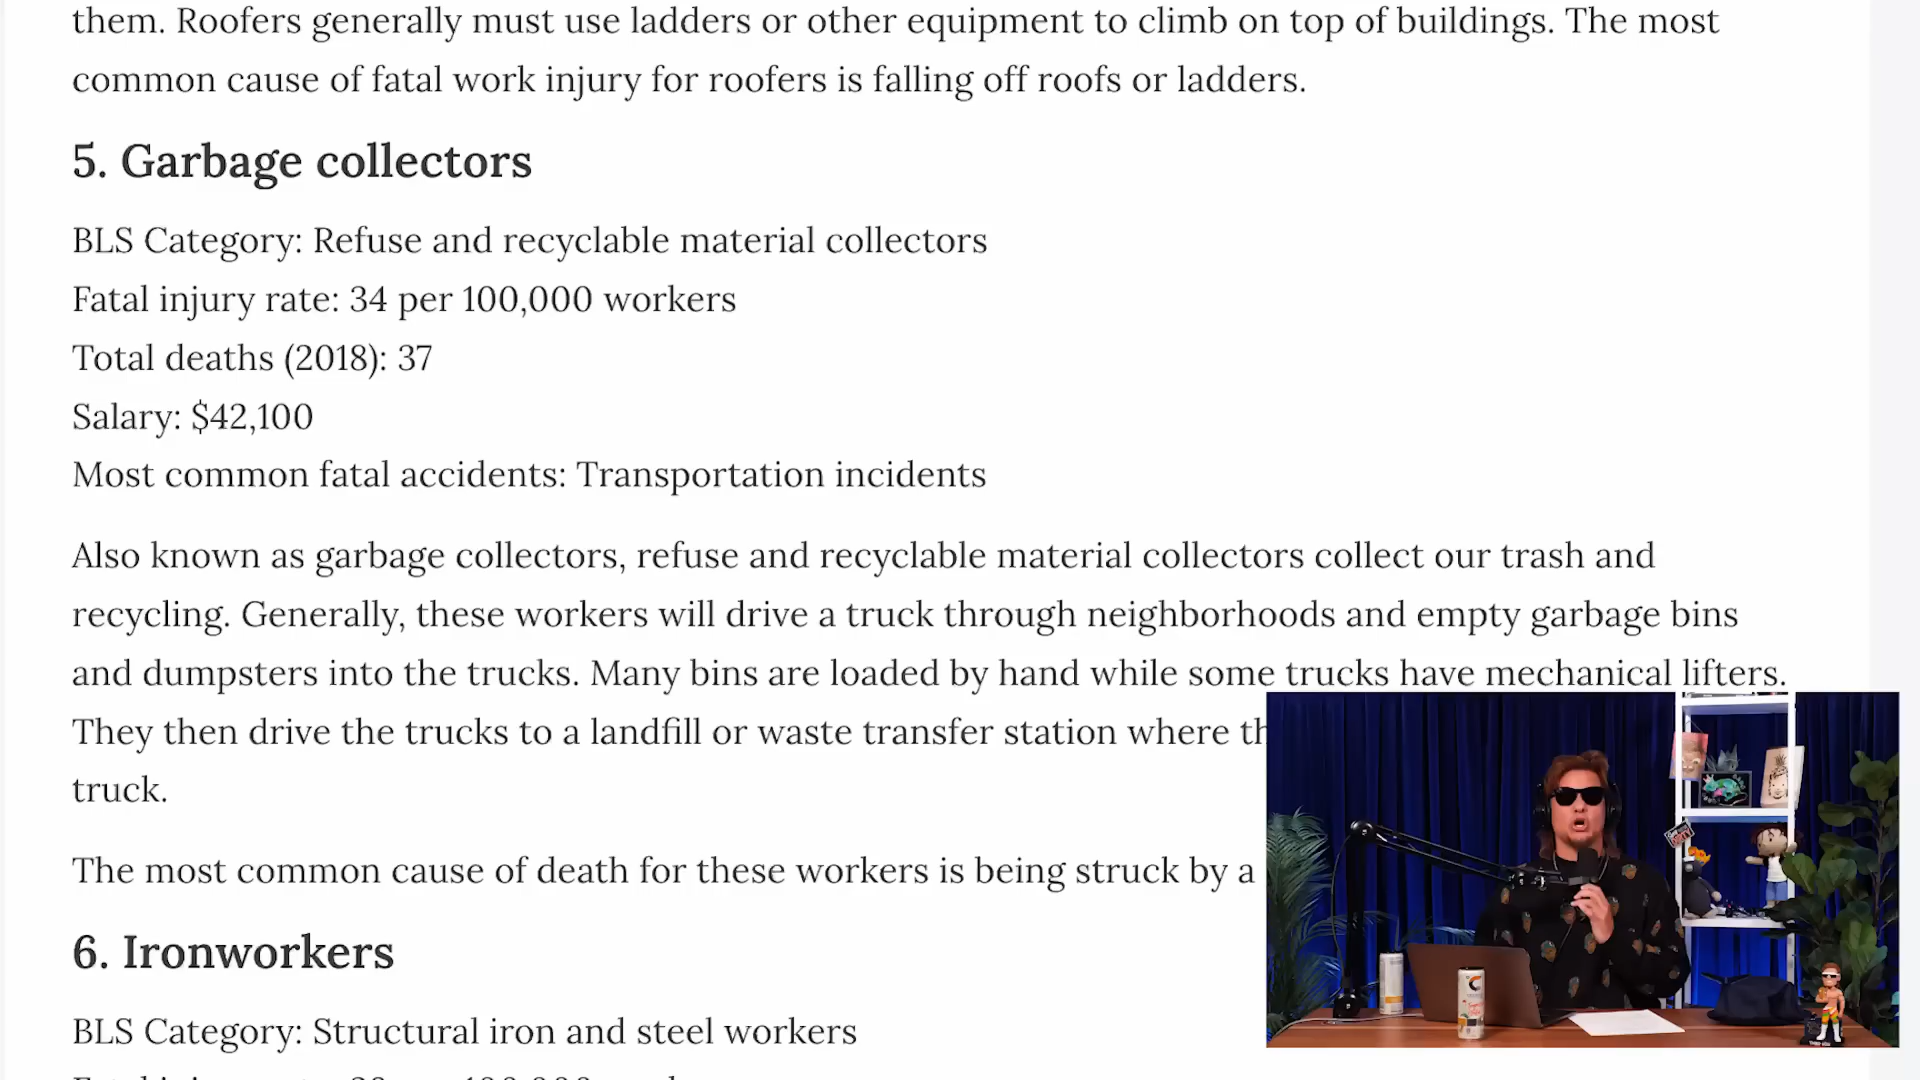 them. Roofers generally must use ladders or other equipment to climb on top of buildings. The most
common cause of fatal work injury for roofers is falling off roofs or ladders.
5. Garbage collectors
BLS Category: Refuse and recyclable material collectors
Fatal injury rate: 34 per 100,000 workers
Total deaths (2018): 37
Salary: $42,100
Most common fatal accidents: Transportation incidents
Also known as garbage collectors, refuse and recyclable material collectors collect our trash and
recycling. Generally, these workers will drive a truck through neighborhoods and empty garbage bins
and dumpsters into the trucks. Many bins are loaded by hand while some trucks have mechanical lifters.
They then drive the trucks to a landfill or waste transfer station where
truck.
The most common cause of death for these workers is being struck by a
6. Ironworkers
BLS Category: Structural iron and steel workers